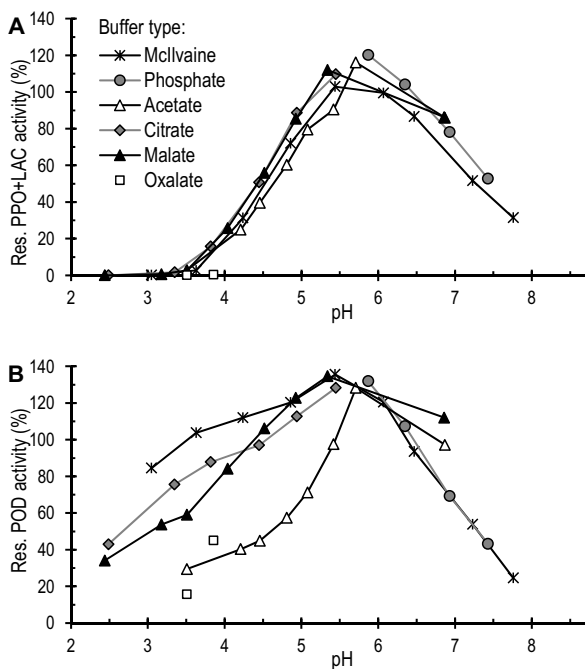 A
Buffer type:
McIlvaine
Phosphate
Acetate
Citrate
Malate
Oxalate
Res. PPO+LAC activity (%)
140
120
100
80
60
40
20
0
2 3 4 5 6 7 8
pH
B
Res. POD activity (%)
140
120
100
80
60
40
20
0
2 3 4 5 6 7 8
pH